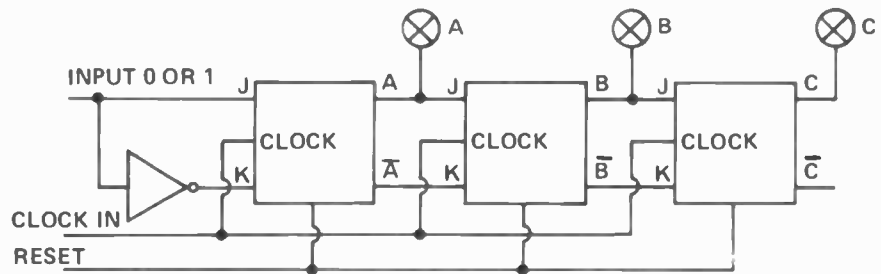 A B C
INPUT 0 OR 1 J A J B J C
CLOCK CLOCK CLOCK
K A̅ K B̅ K C̅
CLOCK IN
RESET